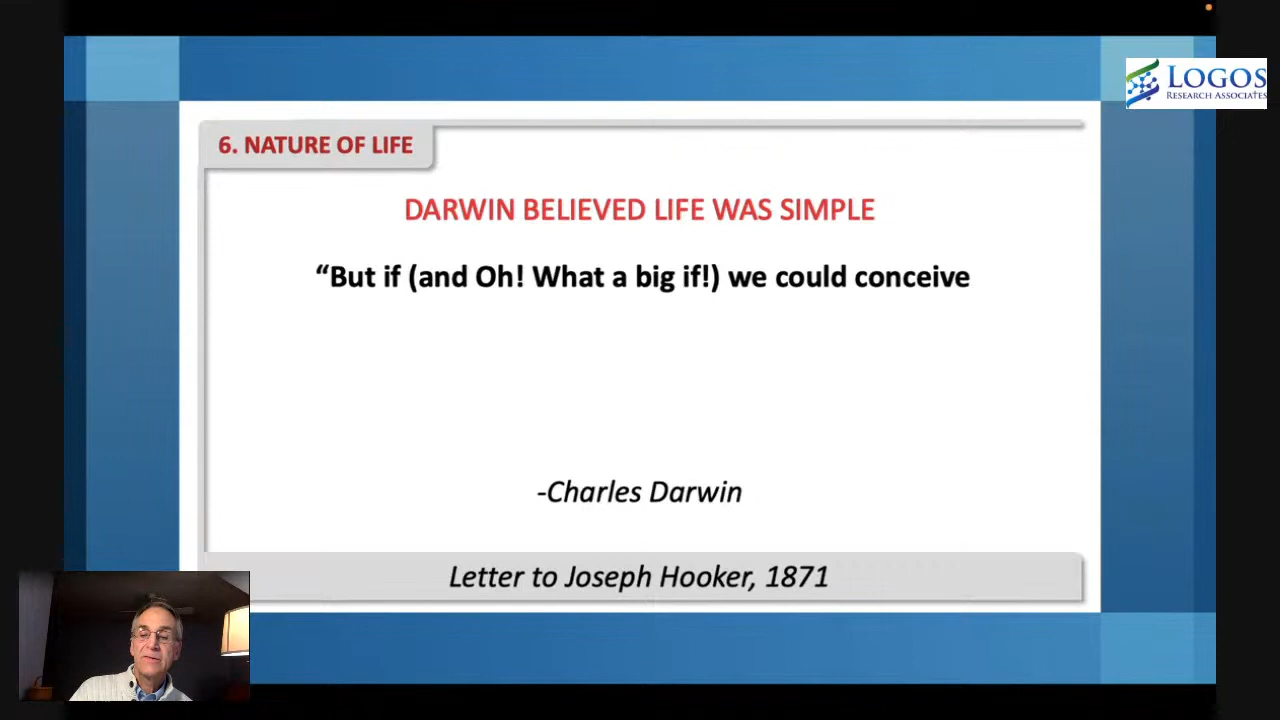 LOGOS
RESEARCH ASSOCIATES
6. NATURE OF LIFE
DARWIN BELIEVED LIFE WAS SIMPLE
“But if (and Oh! What a big if!) we could conceive
-Charles Darwin
Letter to Joseph Hooker, 1871